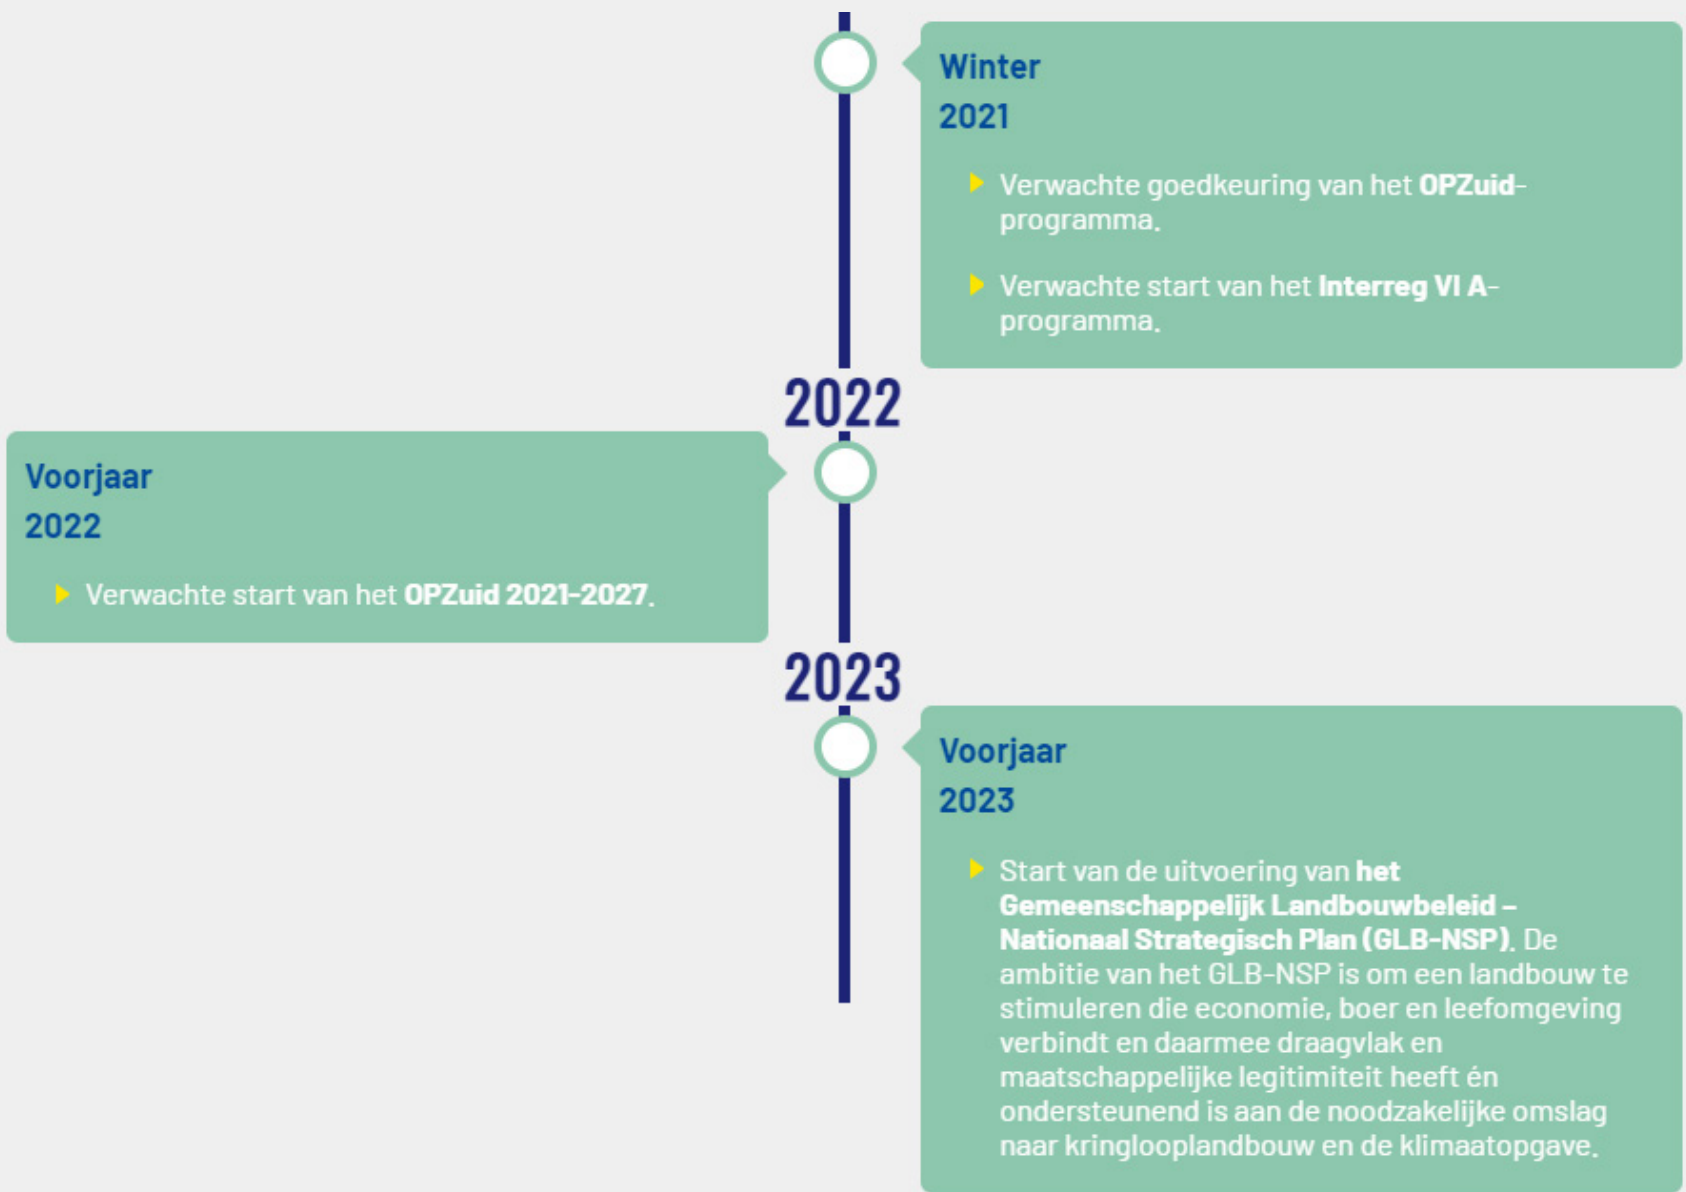 Winter
2021
Verwachte goedkeuring van het OPZuid-
programma.
Verwachte start van het Interreg VI A-
programma.
2022
Voorjaar
2022
Verwachte start van het OPZuid 2021-2027.
2023
Voorjaar
2023
Start van de uitvoering van het
Gemeenschappelijk Landbouwbeleid –
Nationaal Strategisch Plan (GLB-NSP). De
ambitie van het GLB-NSP is om een landbouw te
stimuleren die economie, boer en leefomgeving
verbindt en daarmee draagvlak en
maatschappelijke legitimiteit heeft én
ondersteunend is aan de noodzakelijke omslag
naar kringlooplandbouw en de klimaatopgave.